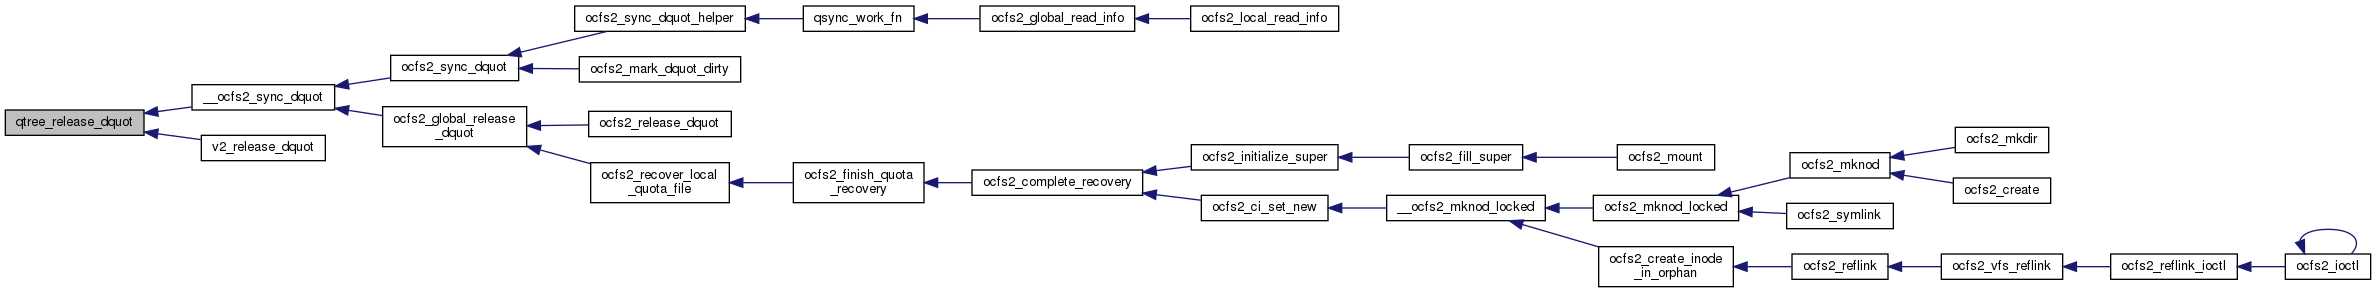 ocfs2_sync_dquot_helper
qsync_work_fn
ocfs2_global_read_info
ocfs2_local_read_info
ocfs2_sync_dquot
ocfs2_mark_dquot_dirty
__ocfs2_sync_dquot
qtree_release_dquot
ocfs2_global_release
_dquot
ocfs2_release_dquot
v2_release_dquot
ocfs2_recover_local
_quota_file
ocfs2_finish_quota
_recovery
ocfs2_complete_recovery
ocfs2_initialize_super
ocfs2_fill_super
ocfs2_mount
ocfs2_ci_set_new
__ocfs2_mknod_locked
ocfs2_mknod_locked
ocfs2_mknod
ocfs2_mkdir
ocfs2_create
ocfs2_symlink
ocfs2_create_inode
_in_orphan
ocfs2_reflink
ocfs2_vfs_reflink
ocfs2_reflink_ioctl
ocfs2_ioctl